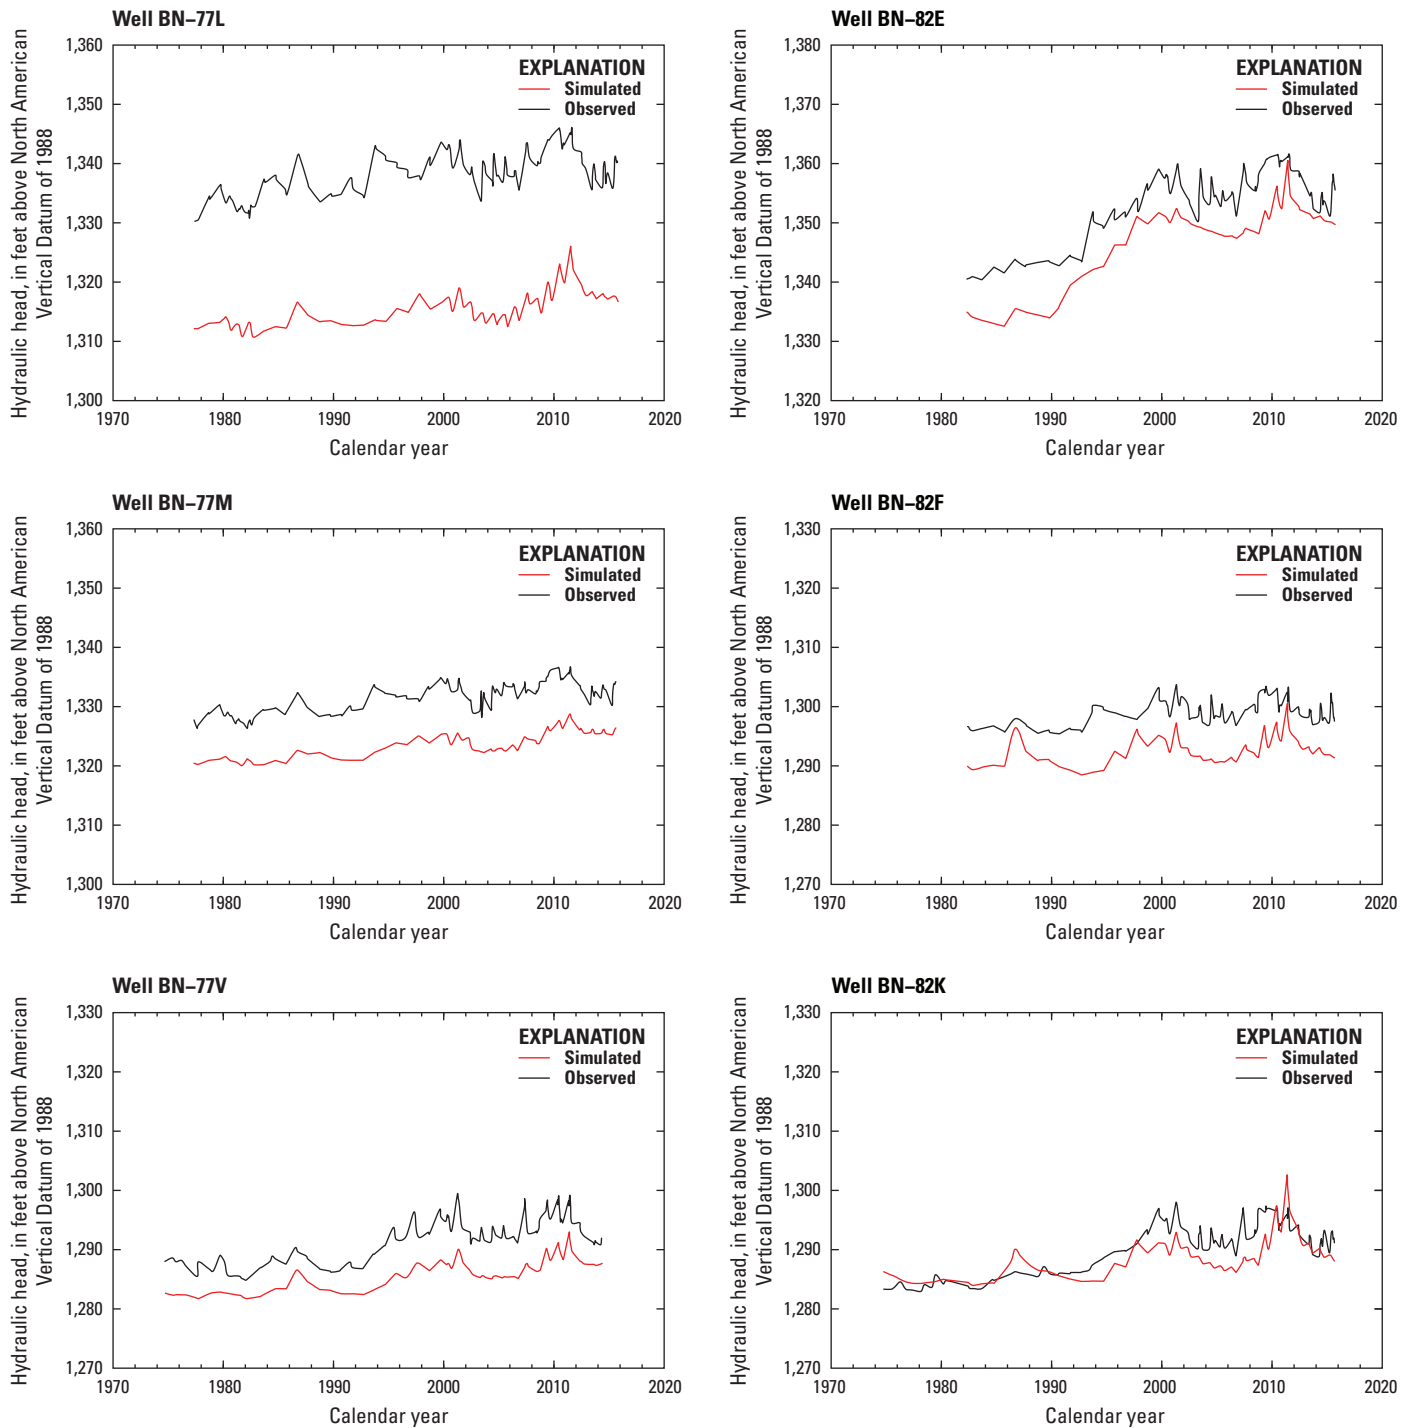 Well BN–77L
Hydraulic head, in feet above North American
Vertical Datum of 1988
1,360
1,350
1,340
1,330
1,320
1,310
1,300
EXPLANATION
Simulated
Observed
1970
1980
1990
2000
2010
2020
Calendar year
Well BN–82E
Hydraulic head, in feet above North American
Vertical Datum of 1988
1,380
1,370
1,360
1,350
1,340
1,330
1,320
EXPLANATION
Simulated
Observed
1970
1980
1990
2000
2010
2020
Calendar year
Well BN–77M
Hydraulic head, in feet above North American
Vertical Datum of 1988
1,360
1,350
1,340
1,330
1,320
1,310
1,300
EXPLANATION
Simulated
Observed
1970
1980
1990
2000
2010
2020
Calendar year
Well BN–82F
Hydraulic head, in feet above North American
Vertical Datum of 1988
1,330
1,320
1,310
1,300
1,290
1,280
1,270
EXPLANATION
Simulated
Observed
1970
1980
1990
2000
2010
2020
Calendar year
Well BN–77V
Hydraulic head, in feet above North American
Vertical Datum of 1988
1,330
1,320
1,310
1,300
1,290
1,280
1,270
EXPLANATION
Simulated
Observed
1970
1980
1990
2000
2010
2020
Calendar year
Well BN–82K
Hydraulic head, in feet above North American
Vertical Datum of 1988
1,330
1,320
1,310
1,300
1,290
1,280
1,270
EXPLANATION
Simulated
Observed
1970
1980
1990
2000
2010
2020
Calendar year